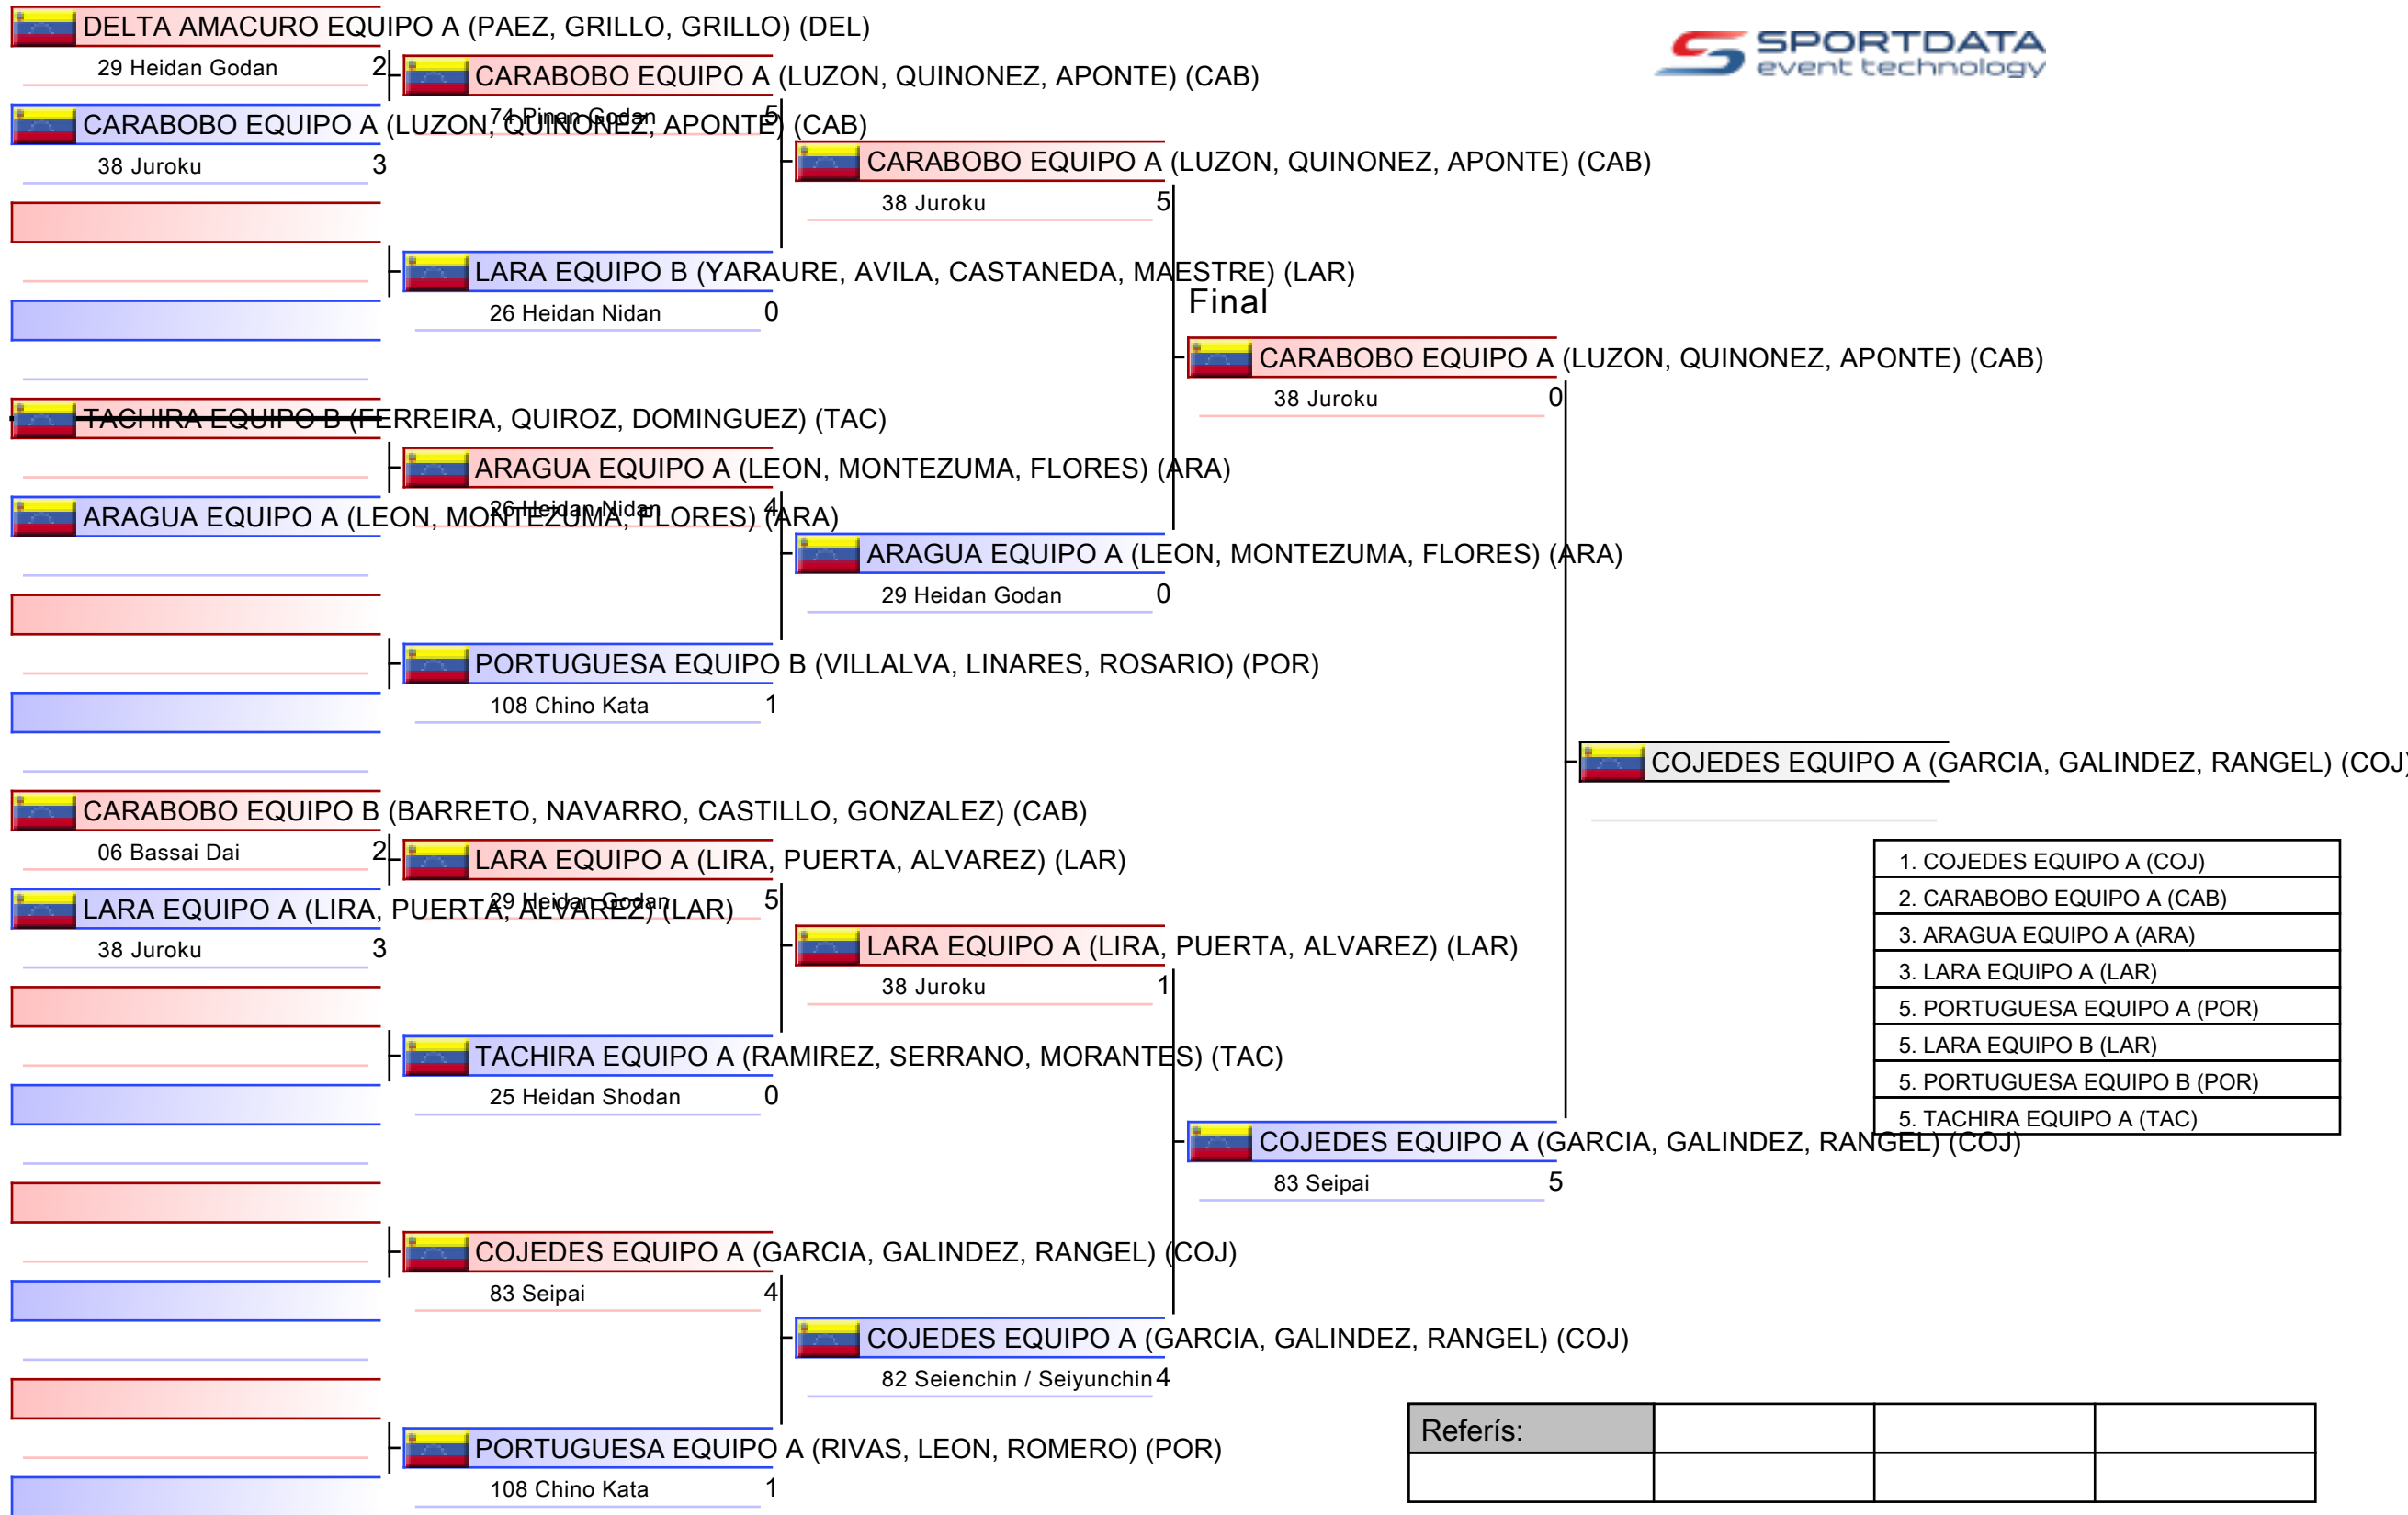 DELTA AMACURO EQUIPO A (PAEZ, GRILLO, GRILLO) (DEL)
29 Heidan Godan 2
CARABOBO EQUIPO A (LUZON, QUINONEZ, APONTE) (CAB)
38 Juroku 3
TACHIRA EQUIPO B (FERREIRA, QUIROZ, DOMINGUEZ) (TAC)
ARAGUA EQUIPO A (LEON, MONTEZUMA, FLORES) (ARA)
CARABOBO EQUIPO B (BARRETO, NAVARRO, CASTILLO, GONZALEZ) (CAB)
06 Bassai Dai 2
LARA EQUIPO A (LIRA, PUERTA, ALVAREZ) (LAR)
38 Juroku 3
CARABOBO EQUIPO A (LUZON, QUINONEZ, APONTE) (CAB)
74 Pinan Godan 5
LARA EQUIPO B (YARAURE, AVILA, CASTANEDA, MAESTRE) (LAR)
26 Heidan Nidan 0
ARAGUA EQUIPO A (LEON, MONTEZUMA, FLORES) (ARA)
26 Heidan Nidan 4
PORTUGUESA EQUIPO B (VILLALVA, LINARES, ROSARIO) (POR)
108 Chino Kata 1
LARA EQUIPO A (LIRA, PUERTA, ALVAREZ) (LAR)
29 Heidan Godan 5
TACHIRA EQUIPO A (RAMIREZ, SERRANO, MORANTES) (TAC)
25 Heidan Shodan 0
COJEDES EQUIPO A (GARCIA, GALINDEZ, RANGEL) (COJ)
83 Seipai 4
PORTUGUESA EQUIPO A (RIVAS, LEON, ROMERO) (POR)
108 Chino Kata 1
CARABOBO EQUIPO A (LUZON, QUINONEZ, APONTE) (CAB)
38 Juroku 5
ARAGUA EQUIPO A (LEON, MONTEZUMA, FLORES) (ARA)
29 Heidan Godan 0
LARA EQUIPO A (LIRA, PUERTA, ALVAREZ) (LAR)
38 Juroku 1
COJEDES EQUIPO A (GARCIA, GALINDEZ, RANGEL) (COJ)
82 Seienchin / Seiyunchin 4
Final
CARABOBO EQUIPO A (LUZON, QUINONEZ, APONTE) (CAB)
38 Juroku 0
COJEDES EQUIPO A (GARCIA, GALINDEZ, RANGEL) (COJ)
83 Seipai 5
COJEDES EQUIPO A (GARCIA, GALINDEZ, RANGEL) (COJ)
SPORTDATA
event technology
1. COJEDES EQUIPO A (COJ)
2. CARABOBO EQUIPO A (CAB)
3. ARAGUA EQUIPO A (ARA)
3. LARA EQUIPO A (LAR)
5. PORTUGUESA EQUIPO A (POR)
5. LARA EQUIPO B (LAR)
5. PORTUGUESA EQUIPO B (POR)
5. TACHIRA EQUIPO A (TAC)
Referís: